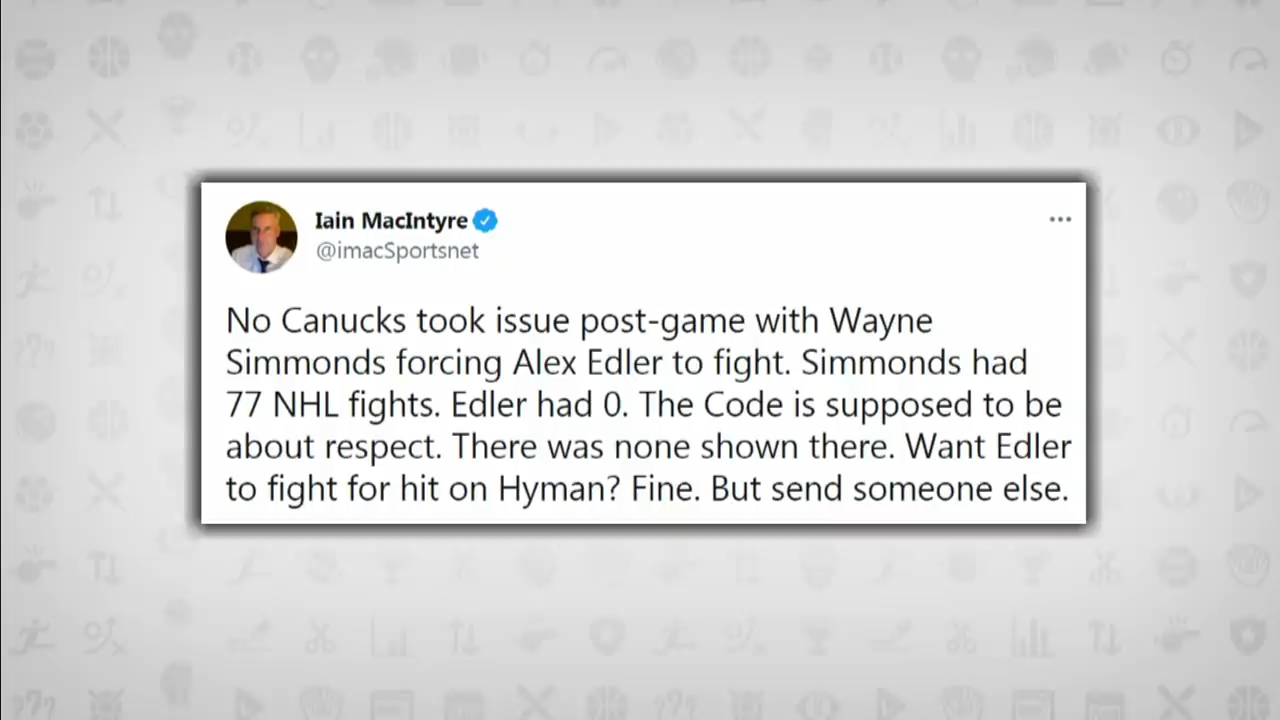 Iain MacIntyre
@imacSportsnet
No Canucks took issue post-game with Wayne
Simmonds forcing Alex Edler to fight. Simmonds had
77 NHL fights. Edler had 0. The Code is supposed to be
about respect. There was none shown there. Want Edler
to fight for hit on Hyman? Fine. But send someone else.
???
???
???